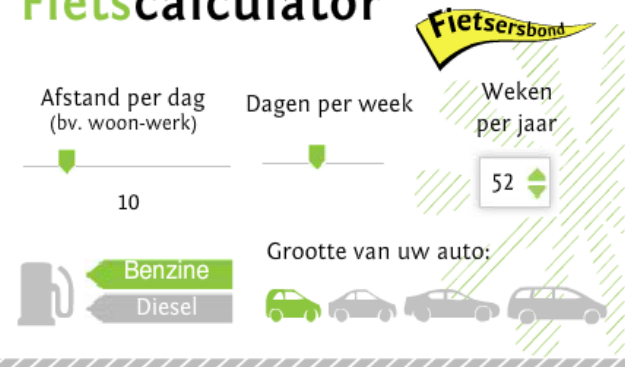 Fietscalculator
Fietsersbond
Afstand per dag
(bv. woon-werk)
10
Dagen per week
Weken
per jaar
52
Benzine
Diesel
Grootte van uw auto: